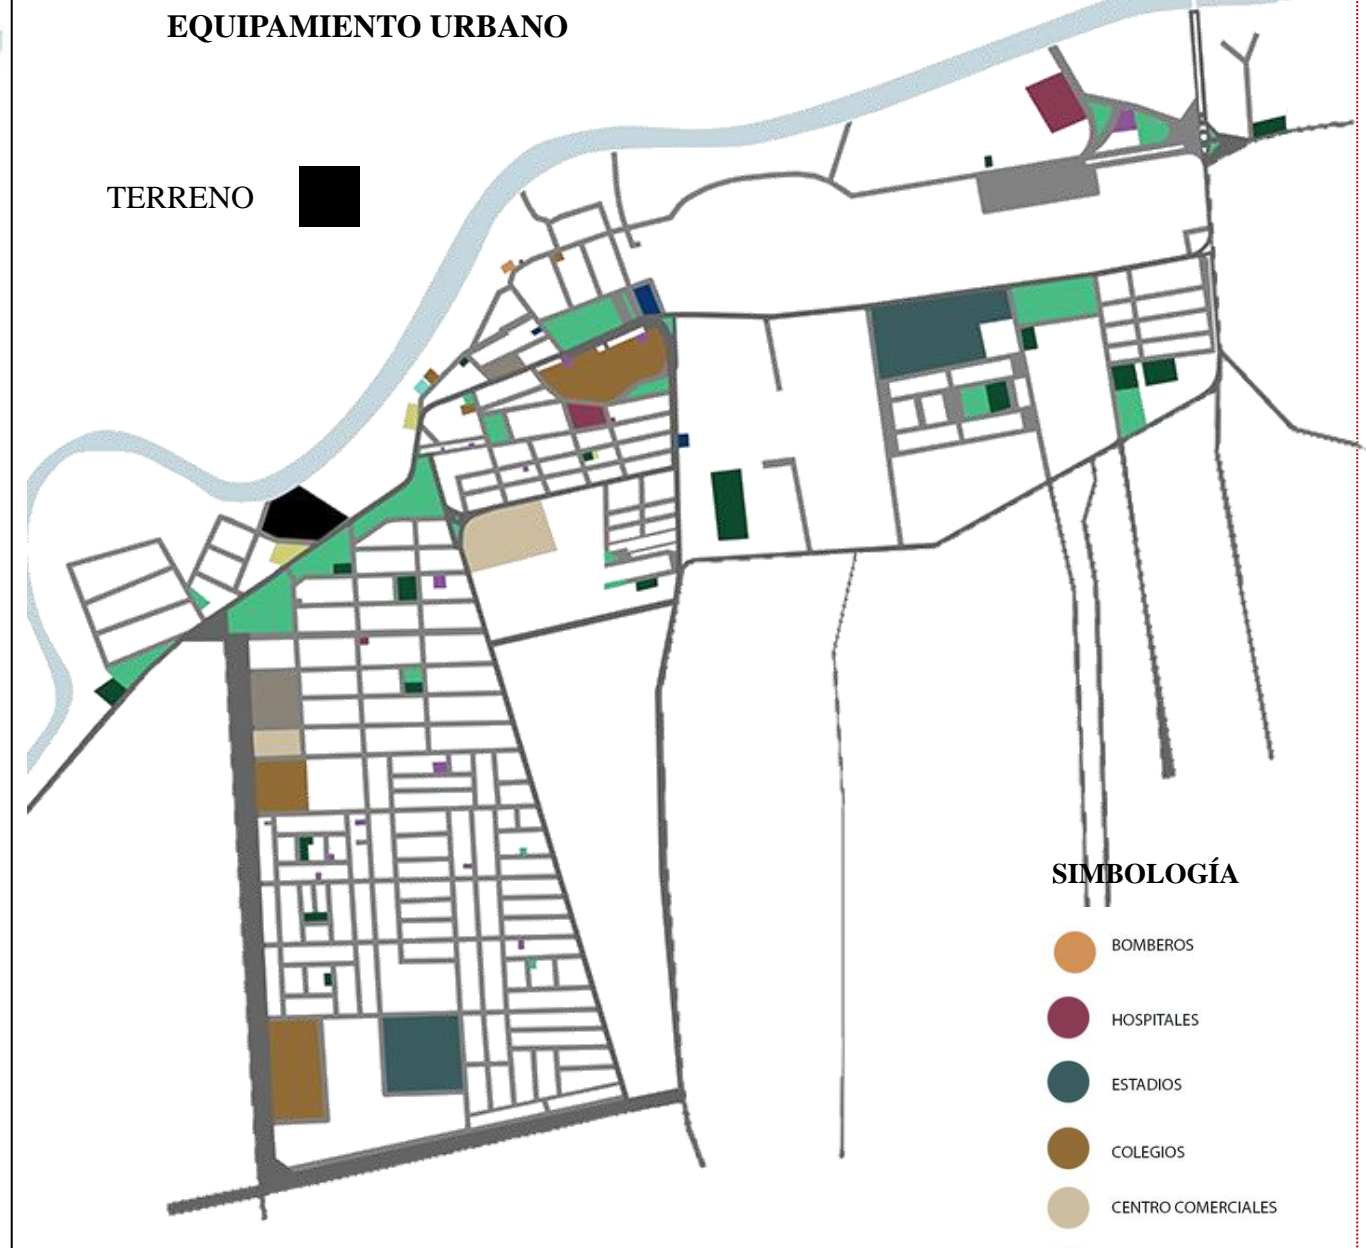 EQUIPAMIENTO URBANO
TERRENO
SIMBOLOGÍA
BOMBEROS
HOSPITALES
ESTADIOS
COLEGIOS
CENTRO COMERCIALES